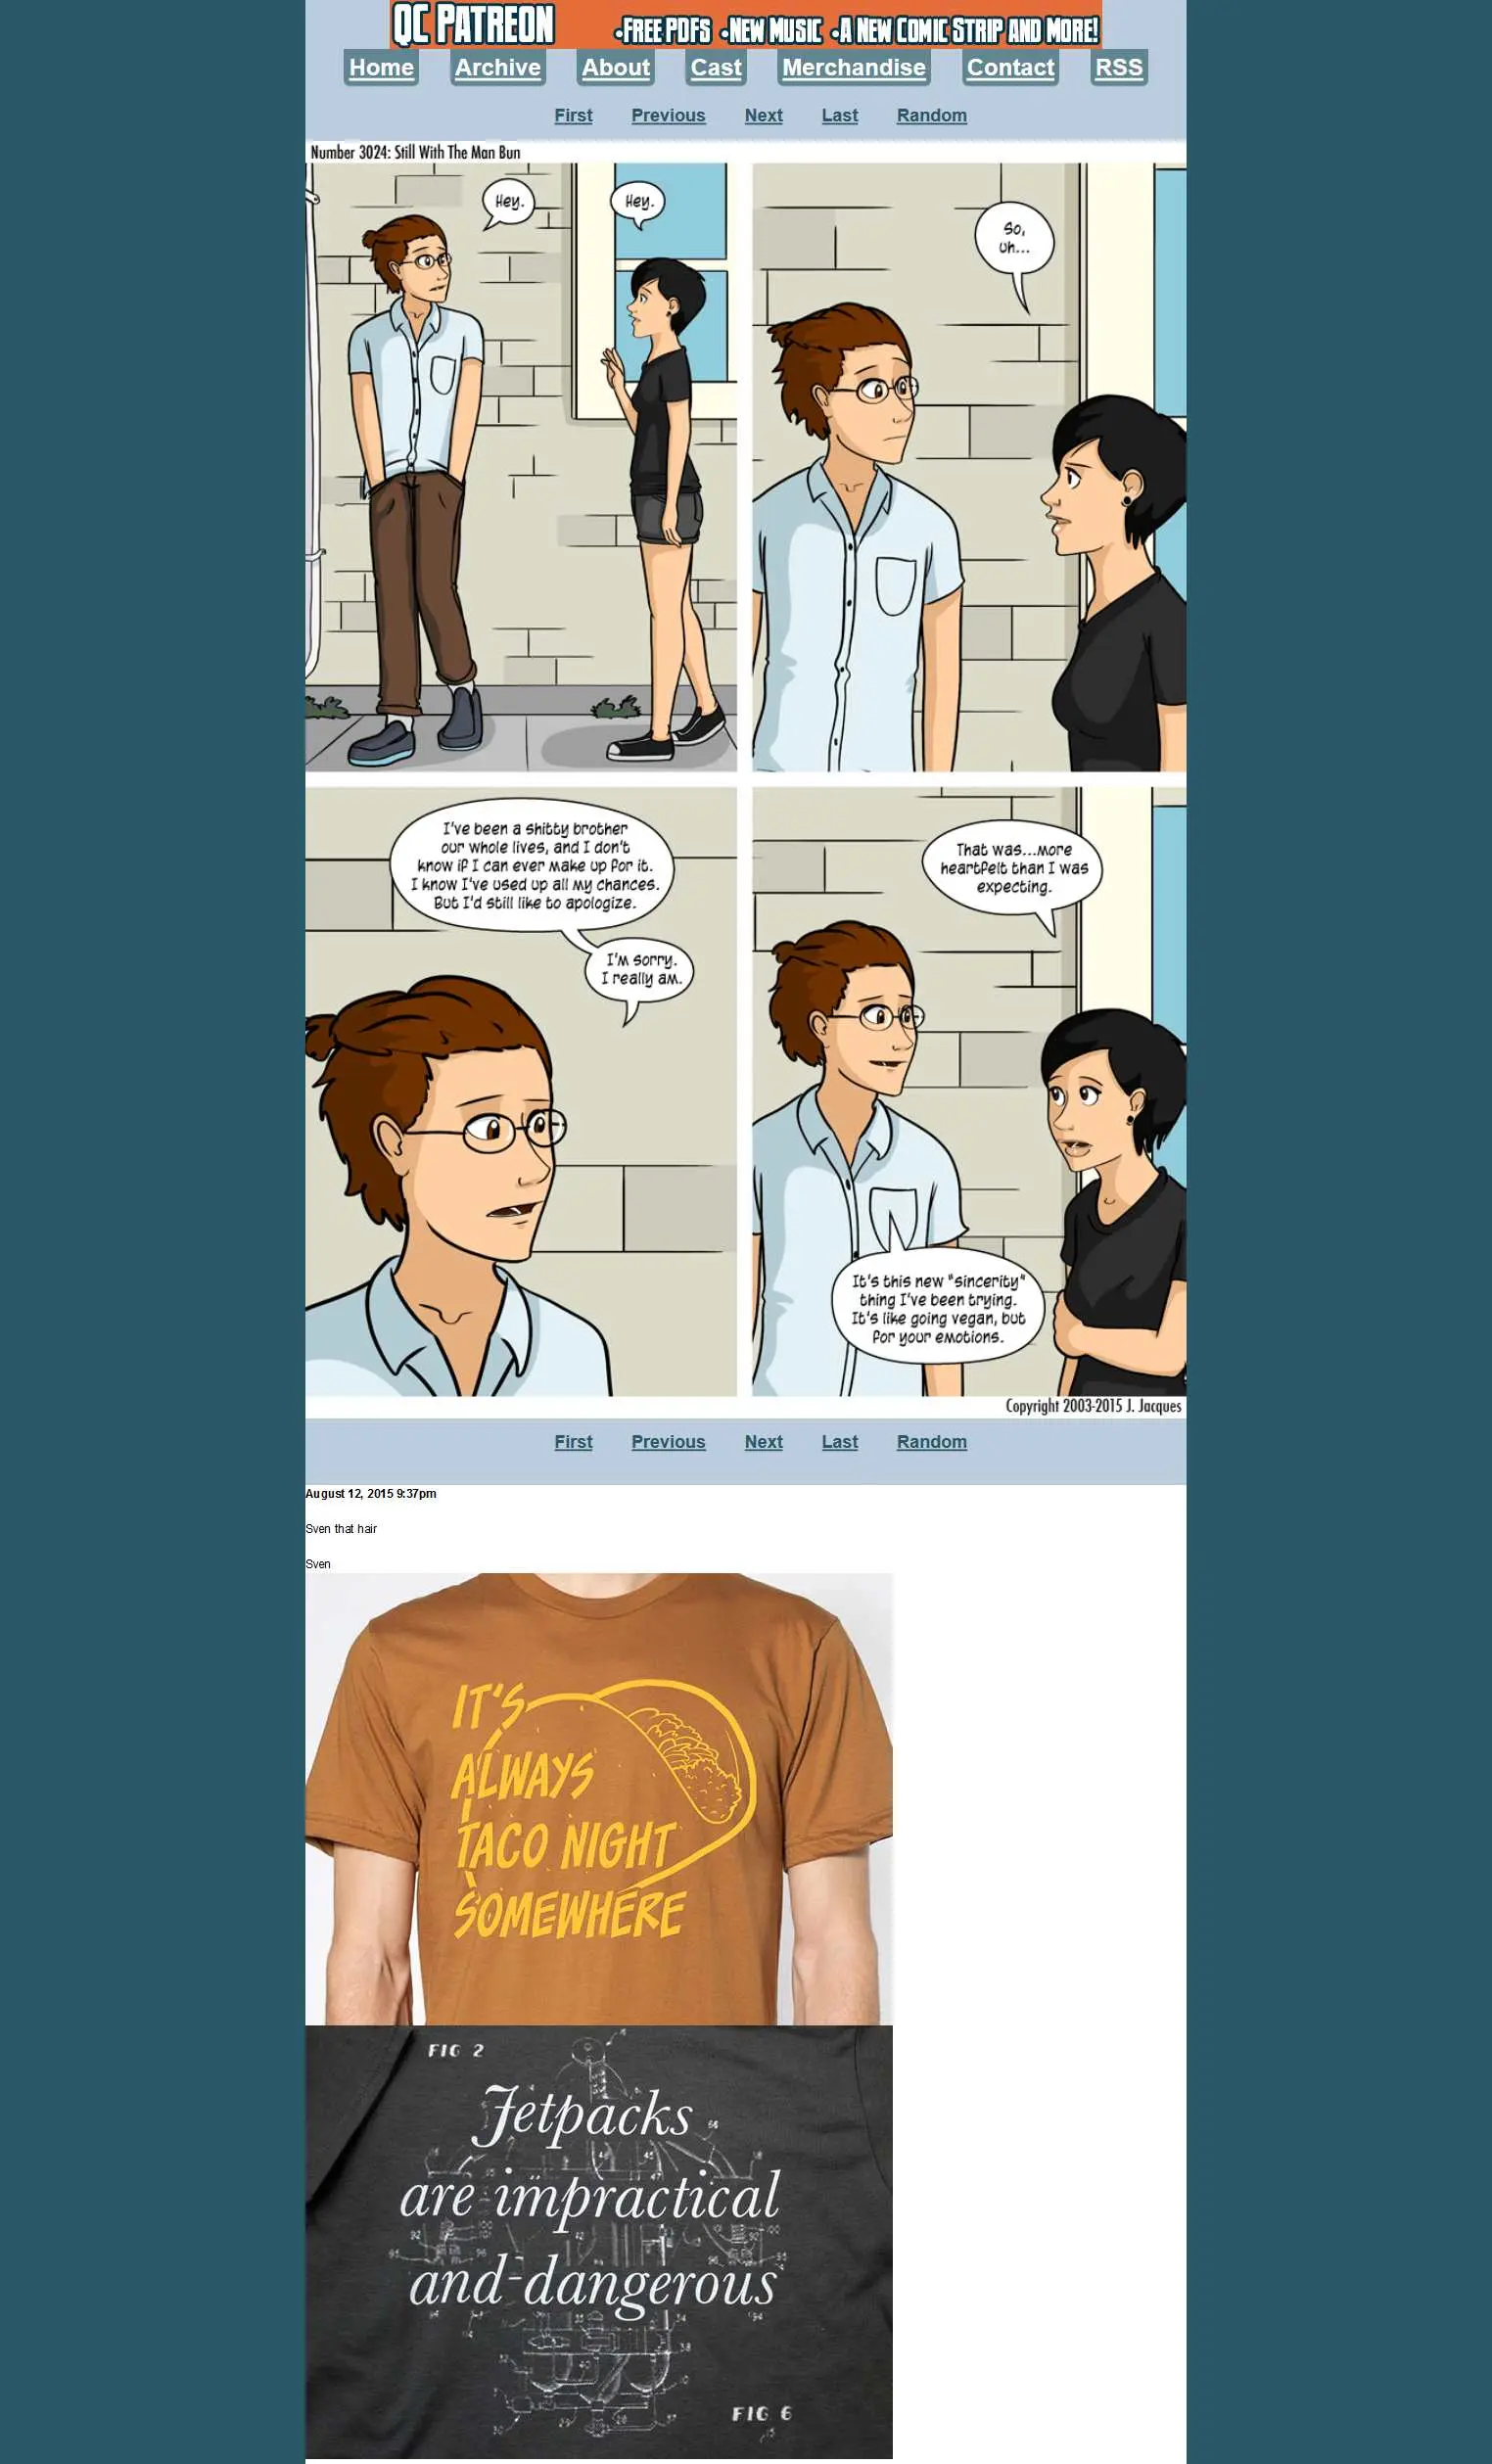 QC PATREON •FREE PDFS •NEW MUSIC •A NEW COMIC STRIP AND MORE!
Home Archive About Cast Merchandise Contact RSS
First Previous Next Last Random
Number 3024: Still With The Man Bun
Hey.
Hey.
So,
uh...
I've been a shitty brother
our whole lives, and I don't
know if I can ever make up for it.
I know I've used up all my chances.
But I'd still like to apologize.
I'm sorry.
I really am.
That was...more
heartfelt than I was
expecting.
It's this new "sincerity"
thing I've been trying.
It's like going vegan, but
for your emotions.
Copyright 2003-2015 J. Jacques
First Previous Next Last Random
August 12, 2015 9:37pm
Sven that hair
Sven
IT'S
ALWAYS
TACO NIGHT
SOMEWHERE
FIG 2
Jetpacks
are impractical
and dangerous
FIG 6